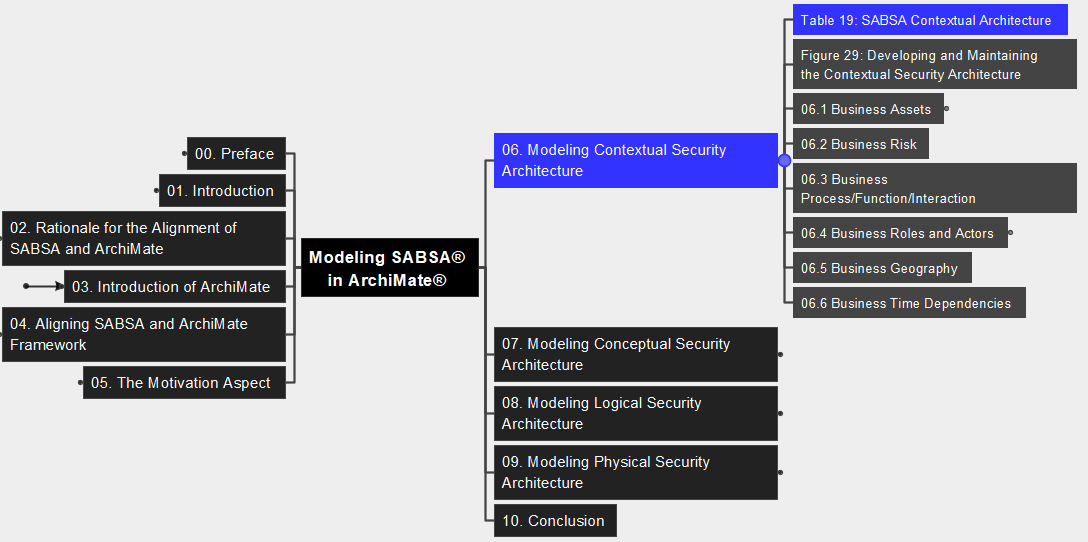 Modeling SABSA®
in ArchiMate®
00. Preface
01. Introduction
02. Rationale for the Alignment of
SABSA and ArchiMate
03. Introduction of ArchiMate
04. Aligning SABSA and ArchiMate
Framework
05. The Motivation Aspect
06. Modeling Contextual Security
Architecture
Table 19: SABSA Contextual Architecture
Figure 29: Developing and Maintaining
the Contextual Security Architecture
06.1 Business Assets
06.2 Business Risk
06.3 Business
Process/Function/Interaction
06.4 Business Roles and Actors
06.5 Business Geography
06.6 Business Time Dependencies
07. Modeling Conceptual Security
Architecture
08. Modeling Logical Security
Architecture
09. Modeling Physical Security
Architecture
10. Conclusion